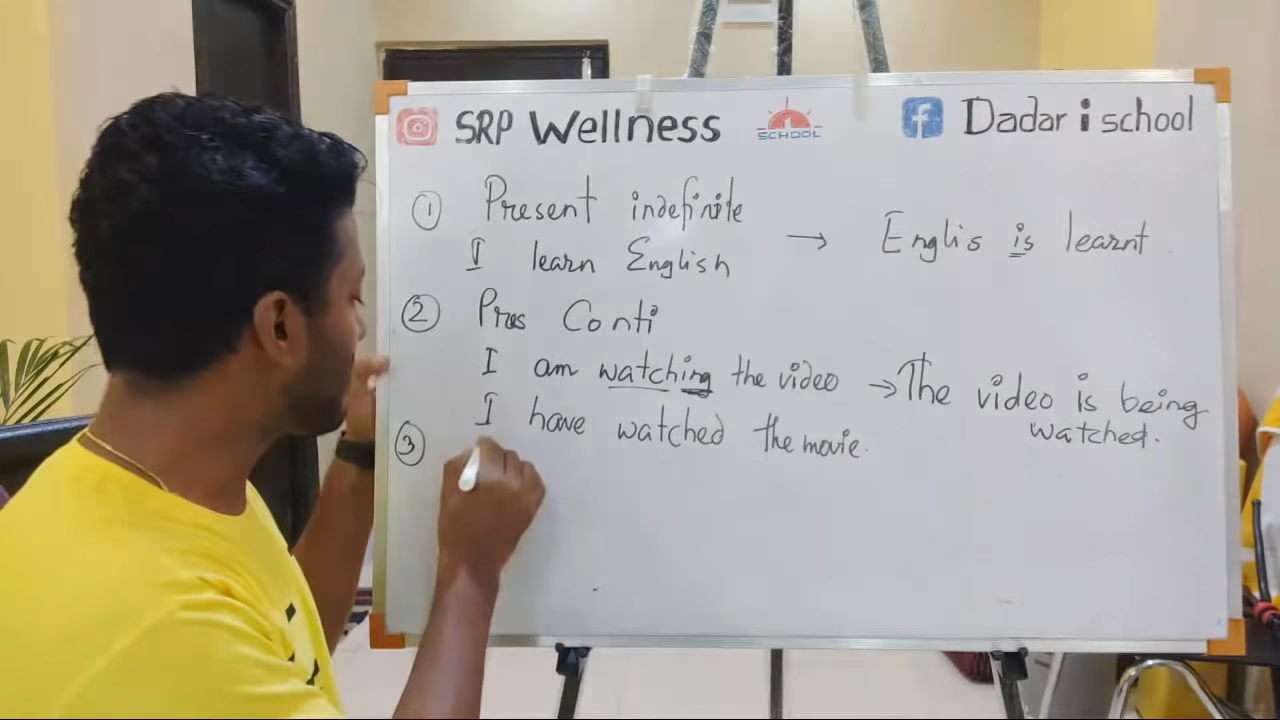 SRP Wellness
SCHOOL
Dadar i school
① Present indefinite
I learn English → Englis is learnt
② Pres Conti
I am watching the video → The video is being
watched.
I have watched the movie.
③